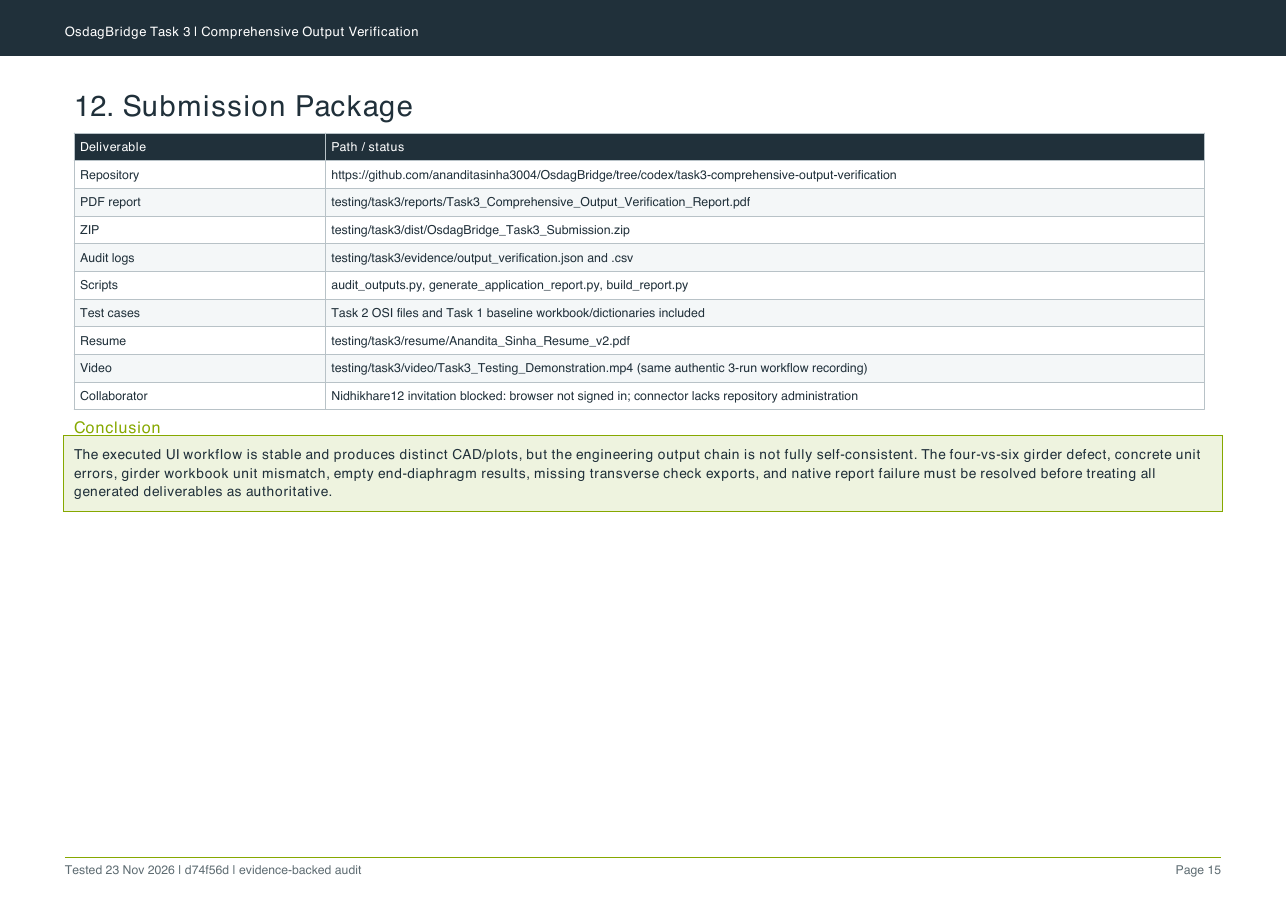 OsdagBridge Task 3 | Comprehensive Output Verification
12. Submission Package
Deliverable Path / status
Repository https://github.com/ananditasinha3004/OsdagBridge/tree/codex/task3-comprehensive-output-verification
PDF report testing/task3/reports/Task3_Comprehensive_Output_Verification_Report.pdf
ZIP testing/task3/dist/OsdagBridge_Task3_Submission.zip
Audit logs testing/task3/evidence/output_verification.json and .csv
Scripts audit_outputs.py, generate_application_report.py, build_report.py
Test cases Task 2 OSI files and Task 1 baseline workbook/dictionaries included
Resume testing/task3/resume/Anandita_Sinha_Resume_v2.pdf
Video testing/task3/video/Task3_Testing_Demonstration.mp4 (same authentic 3-run workflow recording)
Collaborator Nidhikhare12 invitation blocked: browser not signed in; connector lacks repository administration
Conclusion
The executed UI workflow is stable and produces distinct CAD/plots, but the engineering output chain is not fully self-consistent. The four-vs-six girder defect, concrete unit
errors, girder workbook unit mismatch, empty end-diaphragm results, missing transverse check exports, and native report failure must be resolved before treating all
generated deliverables as authoritative.
Tested 23 Nov 2026 | d74f56d | evidence-backed audit
Page 15